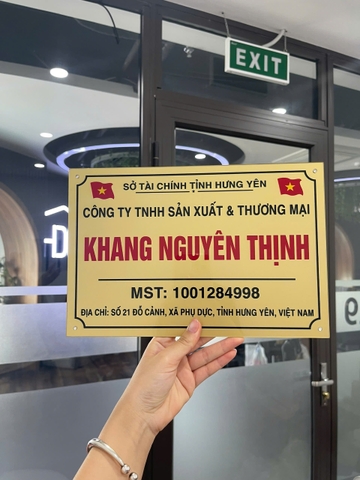 EXIT
SỞ TÀI CHÍNH TỈNH HƯNG YÊN
CÔNG TY TNHH SẢN XUẤT & THƯƠNG MẠI
KHANG NGUYÊN THỊNH
MST: 1001284998
ĐỊA CHỈ: SỐ 21 ĐỒ CẢNH, XÃ PHỤ DỰC, TỈNH HƯNG YÊN, VIỆT NAM